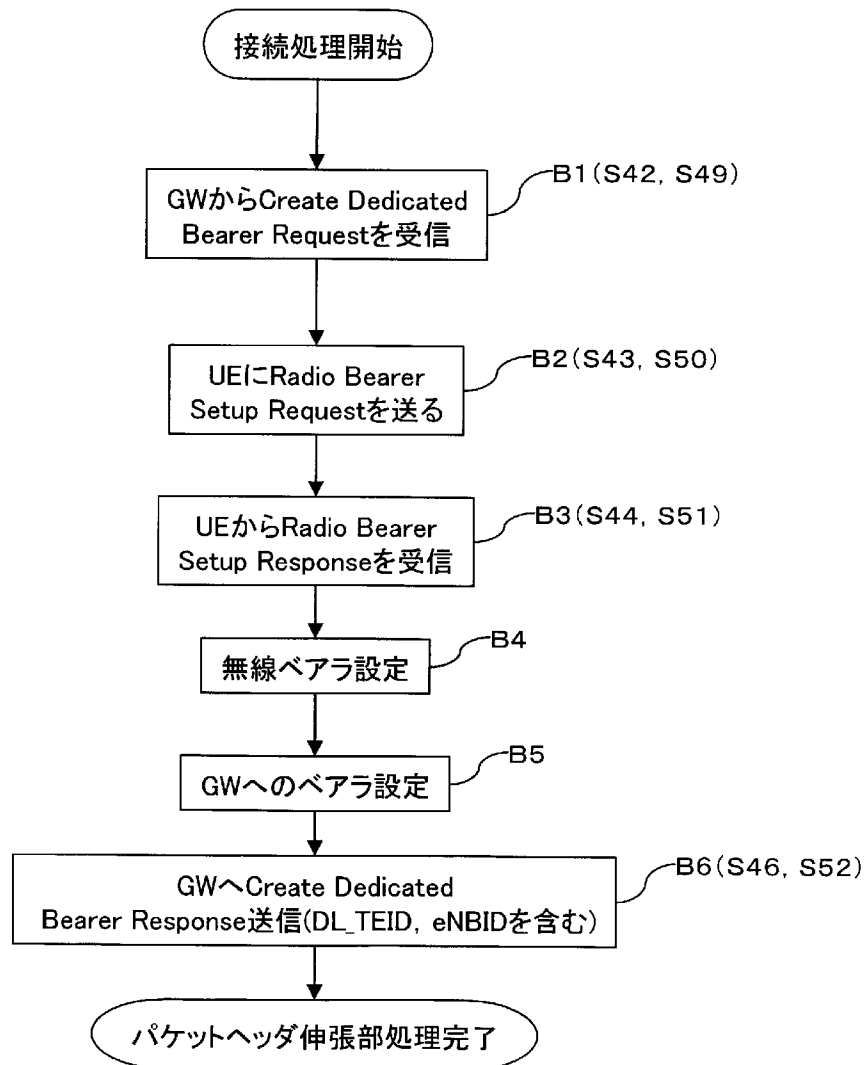 接続処理開始
B1(S42, S49)
GWからCreate Dedicated
Bearer Requestを受信
B2(S43, S50)
UEにRadio Bearer
Setup Requestを送る
B3(S44, S51)
UEからRadio Bearer
Setup Responseを受信
B4
無線ベアラ設定
B5
GWへのベアラ設定
B6(S46, S52)
GWへCreate Dedicated
Bearer Response送信(DL_TEID, eNBIDを含む)
パケットヘッダ伸張部処理完了